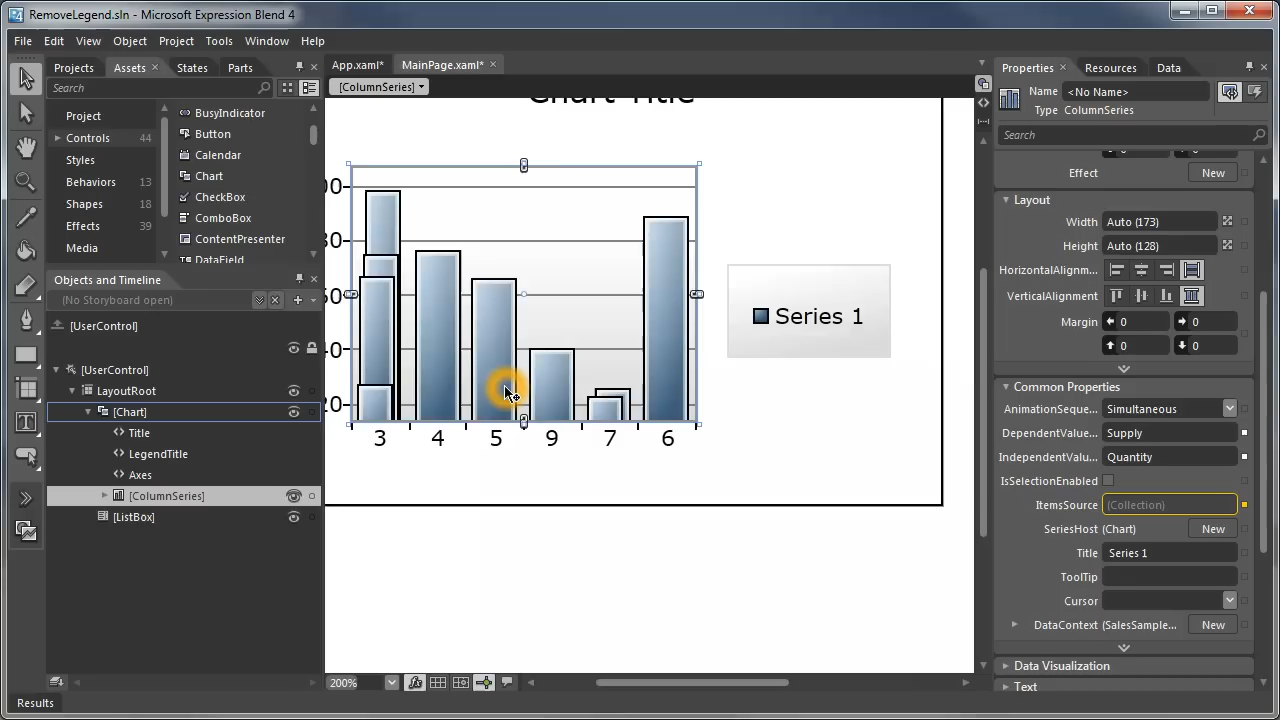 RemoveLegend.sln - Microsoft Expression Blend 4
File Edit View Object Project Tools Window Help
Projects Assets States Parts
Search
Project
Controls 44
Styles
Behaviors 13
Shapes 18
Effects 39
Media
BusyIndicator
Button
Calendar
Chart
CheckBox
ComboBox
ContentPresenter
DataField
Objects and Timeline
(No Storyboard open)
[UserControl]
[UserControl]
LayoutRoot
[Chart]
Title
LegendTitle
Axes
[ColumnSeries]
[ListBox]
Results
App.xaml* MainPage.xaml*
[ColumnSeries]
Chart Title
3 4 5 9 7 6
Series 1
200%
Properties Resources Data
Name <No Name>
Type ColumnSeries
Search
Effect New
Layout
Width Auto (173)
Height Auto (128)
HorizontalAlignm...
VerticalAlignment
Margin 0 0
0 0
Common Properties
AnimationSeque... Simultaneous
DependentValue... Supply
IndependentValu... Quantity
IsSelectionEnabled
ItemsSource (Collection)
SeriesHost (Chart) New
Title Series 1
ToolTip
Cursor
DataContext (SalesSample... New
Data Visualization
Text